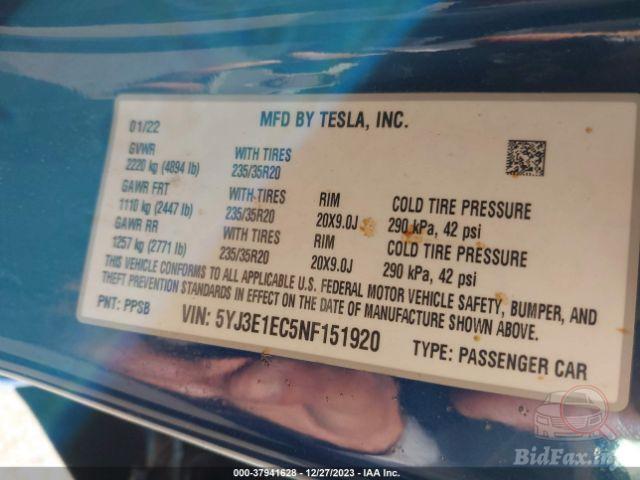 MFD BY TESLA, INC.
01/22
GVWR
2220 kg (4894 lb)
WITH TIRES
235/35R20
GAWR FRT
1110 kg (2447 lb)
WITH TIRES
235/35R20
RIM
20X9.0J
COLD TIRE PRESSURE
290 kPa, 42 psi
GAWR RR
1257 kg (2771 lb)
WITH TIRES
235/35R20
RIM
20X9.0J
COLD TIRE PRESSURE
290 kPa, 42 psi
THIS VEHICLE CONFORMS TO ALL APPLICABLE U.S. FEDERAL MOTOR VEHICLE SAFETY, BUMPER, AND
THEFT PREVENTION STANDARDS IN EFFECT ON THE DATE OF MANUFACTURE SHOWN ABOVE.
PNT: PPSB
VIN: 5YJ3E1EC5NF151920
TYPE: PASSENGER CAR
BidFax.info
000-37941628 - 12/27/2023 - IAA Inc.